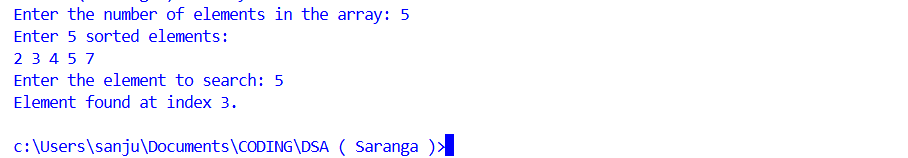 Enter the number of elements in the array: 5
Enter 5 sorted elements:
2 3 4 5 7
Enter the element to search: 5
Element found at index 3.
c:\Users\sanju\Documents\CODING\DSA ( Saranga )>